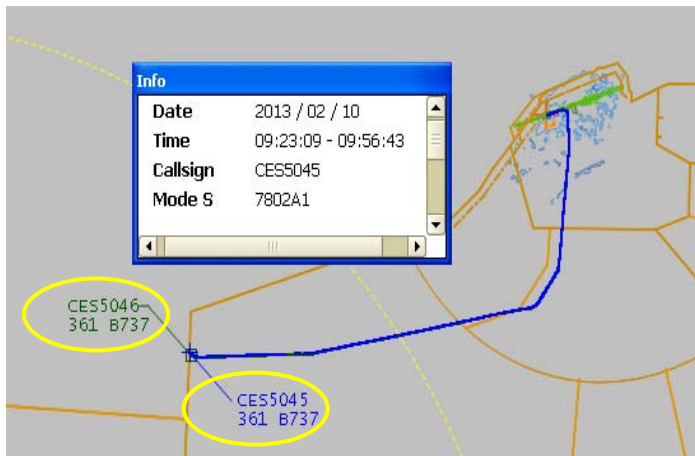 Info
Date 2013 / 02 / 10
Time 09:23:09 - 09:56:43
Callsign CES5045
Mode S 7802A1
CES5046
361 B737
CES5045
361 B737